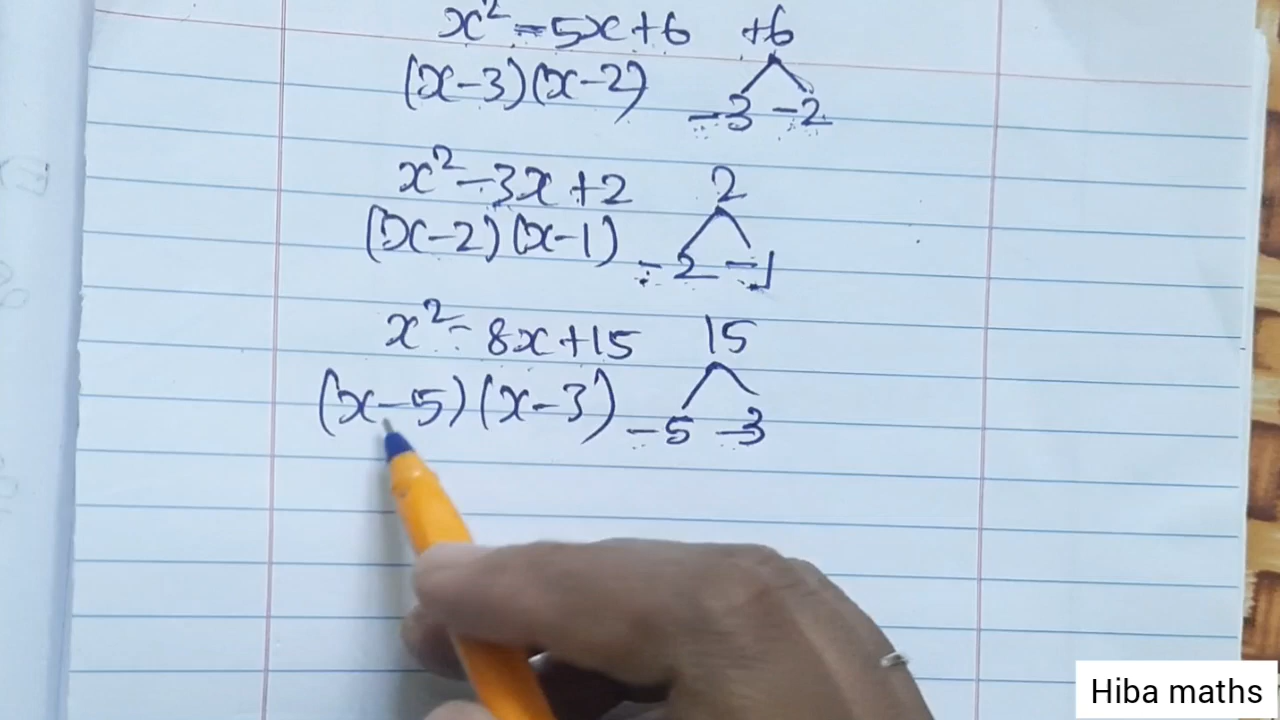 x² - 5x + 6 +6
(x - 3)(x - 2) -3 -2
x² - 3x + 2 2
(x - 2)(x - 1) -2 -1
x² - 8x + 15 15
(x - 5)(x - 3) -5 -3
Hiba maths